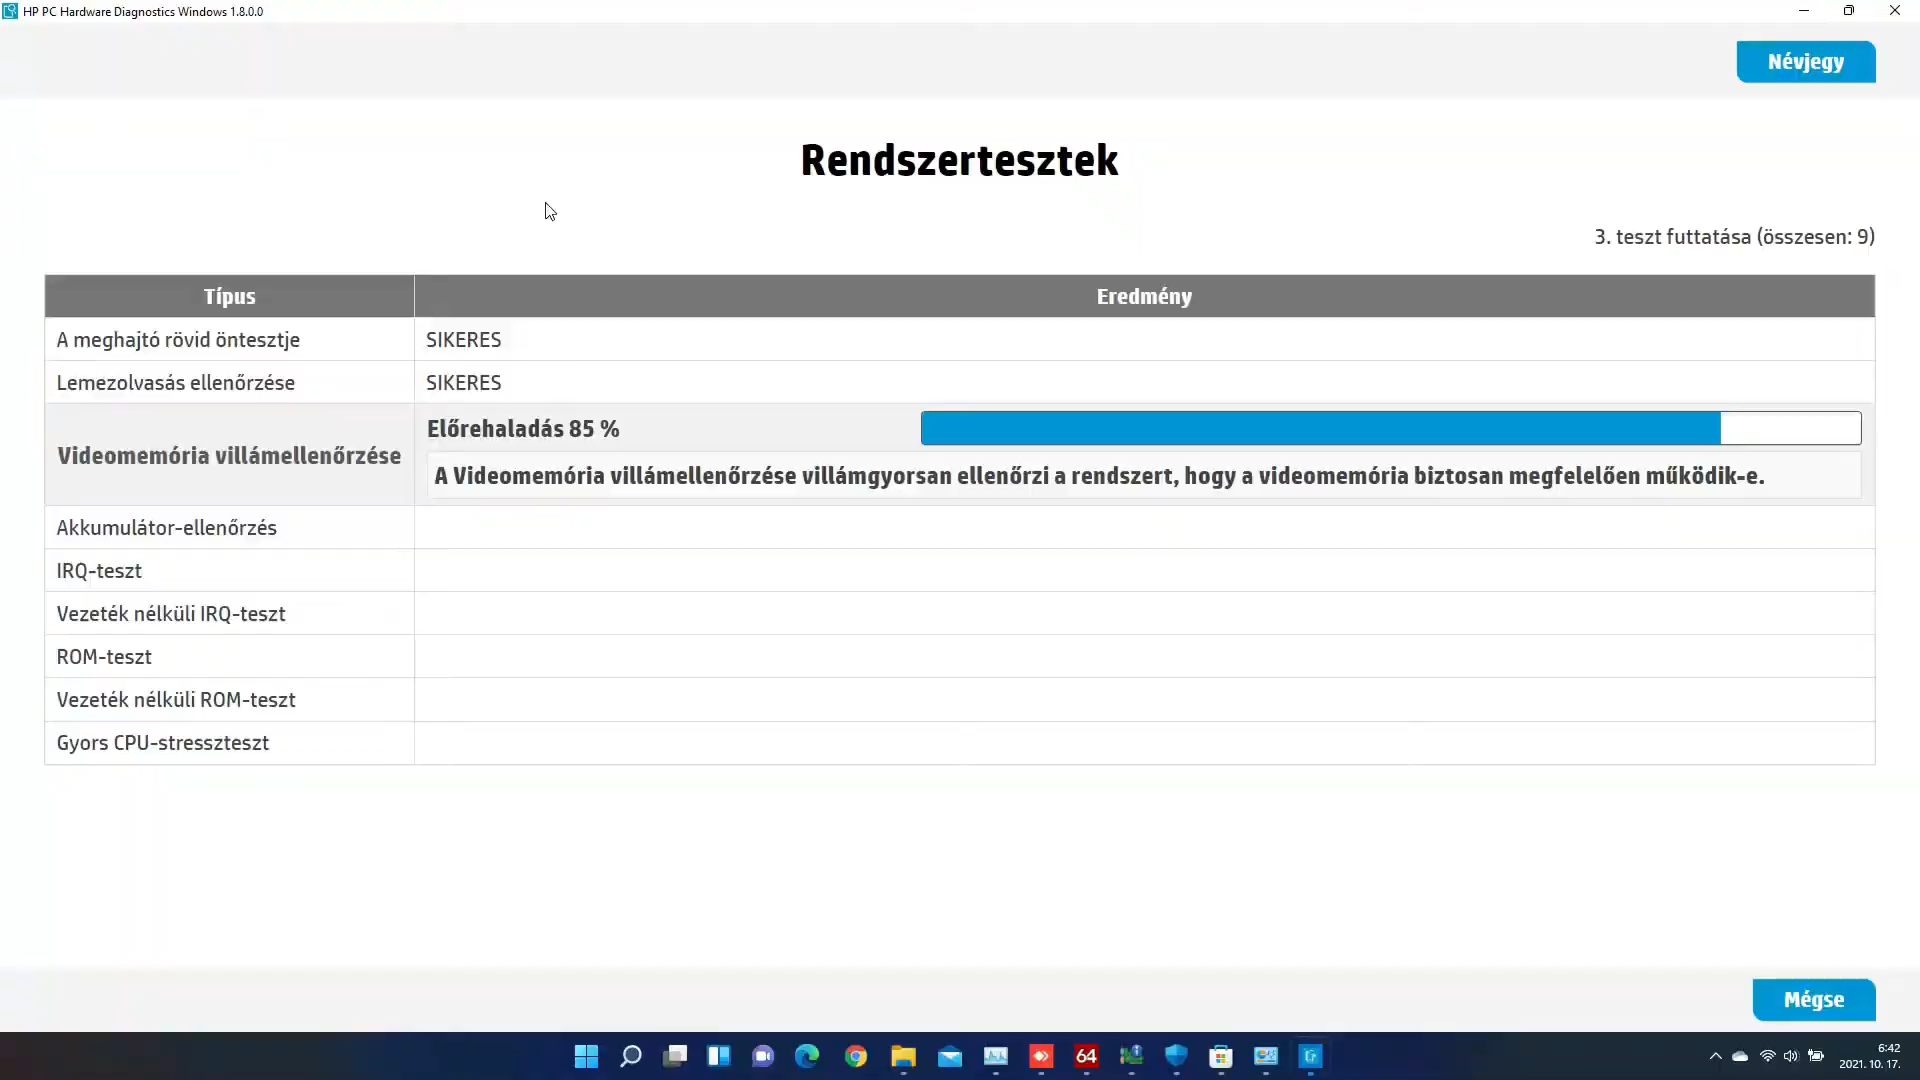 HP PC Hardware Diagnostics Windows 1.8.0.0
Névjegy
Rendszertesztek
3. teszt futtatása (összesen: 9)
Típus
Eredmény
A meghajtó rövid öntesztje
SIKERES
Lemezolvasás ellenőrzése
SIKERES
Videomemória villámellenőrzése
Előrehaladás 85 %
A Videomemória villámellenőrzése villámgyorsan ellenőrzi a rendszert, hogy a videomemória biztosan megfelelően működik-e.
Akkumulátor-ellenőrzés
IRQ-teszt
Vezeték nélküli IRQ-teszt
ROM-teszt
Vezeték nélküli ROM-teszt
Gyors CPU-stresszteszt
Mégse
64
6:42
2021. 10. 17.